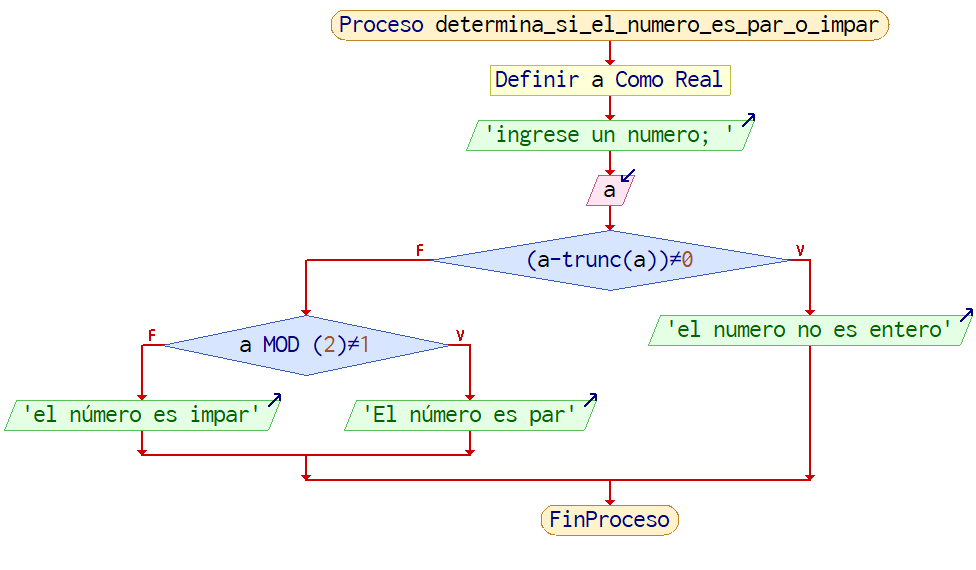 Proceso determina_si_el_numero_es_par_o_impar
Definir a Como Real
'ingrese un numero; '
a
F
(a-trunc(a))≠0
V
F
a MOD (2)≠1
V
'el numero no es entero'
'el número es impar'
'El número es par'
FinProceso